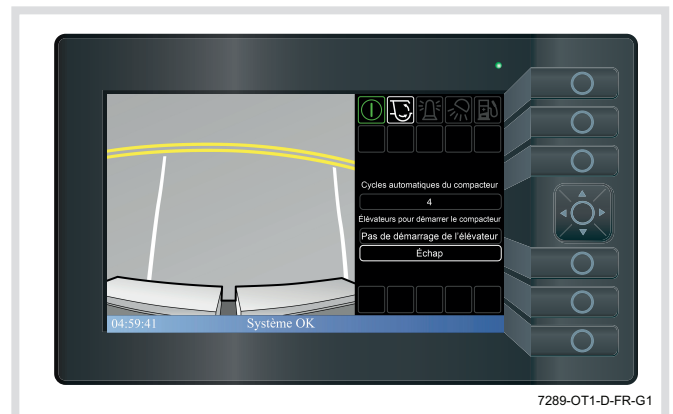 Cycles automatiques du compacteur
4
Élévateurs pour démarrer le compacteur
Pas de démarrage de l'élévateur
Échap
04:59:41 Système OK
7289-OT1-D-FR-G1